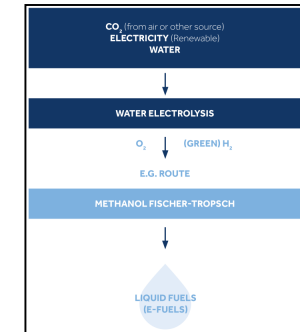 CO₂ (from air or other source)
ELECTRICITY (Renewable)
WATER
WATER ELECTROLYSIS
O₂ (GREEN) H₂
E.G. ROUTE
METHANOL FISCHER-TROPSCH
LIQUID FUELS
(E-FUELS)